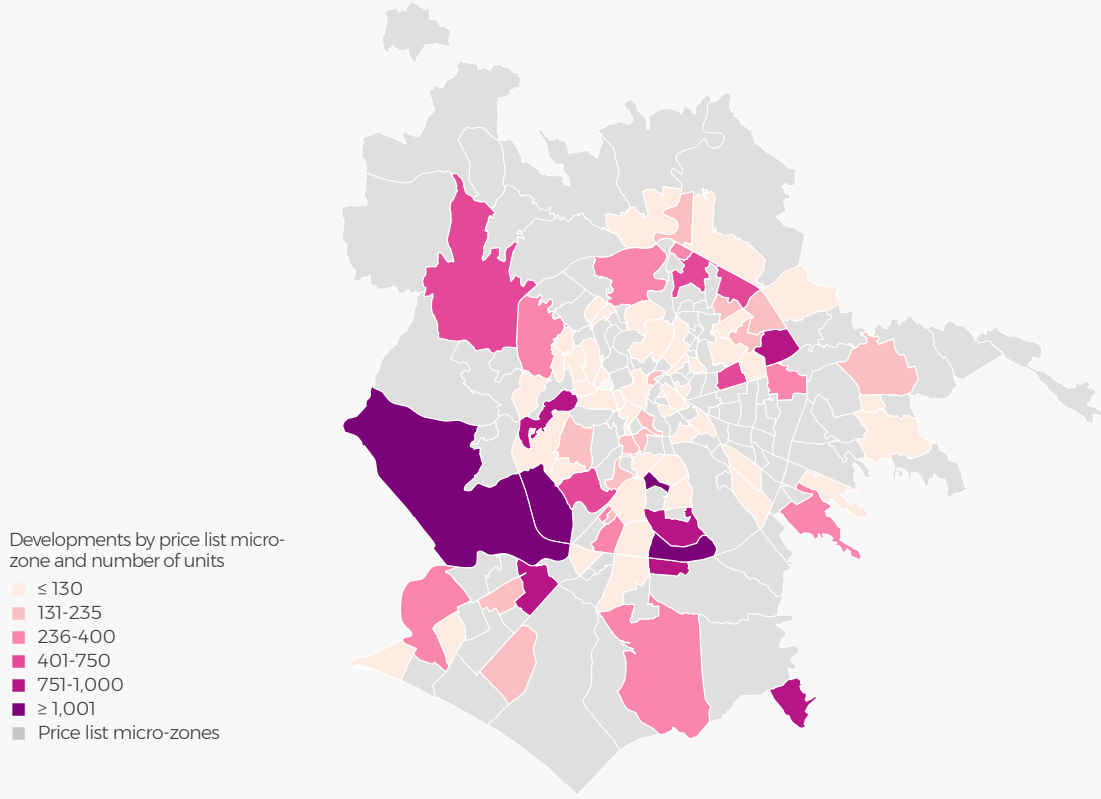 Developments by price list micro-
zone and number of units
≤ 130
131-235
236-400
401-750
751-1,000
≥ 1,001
Price list micro-zones